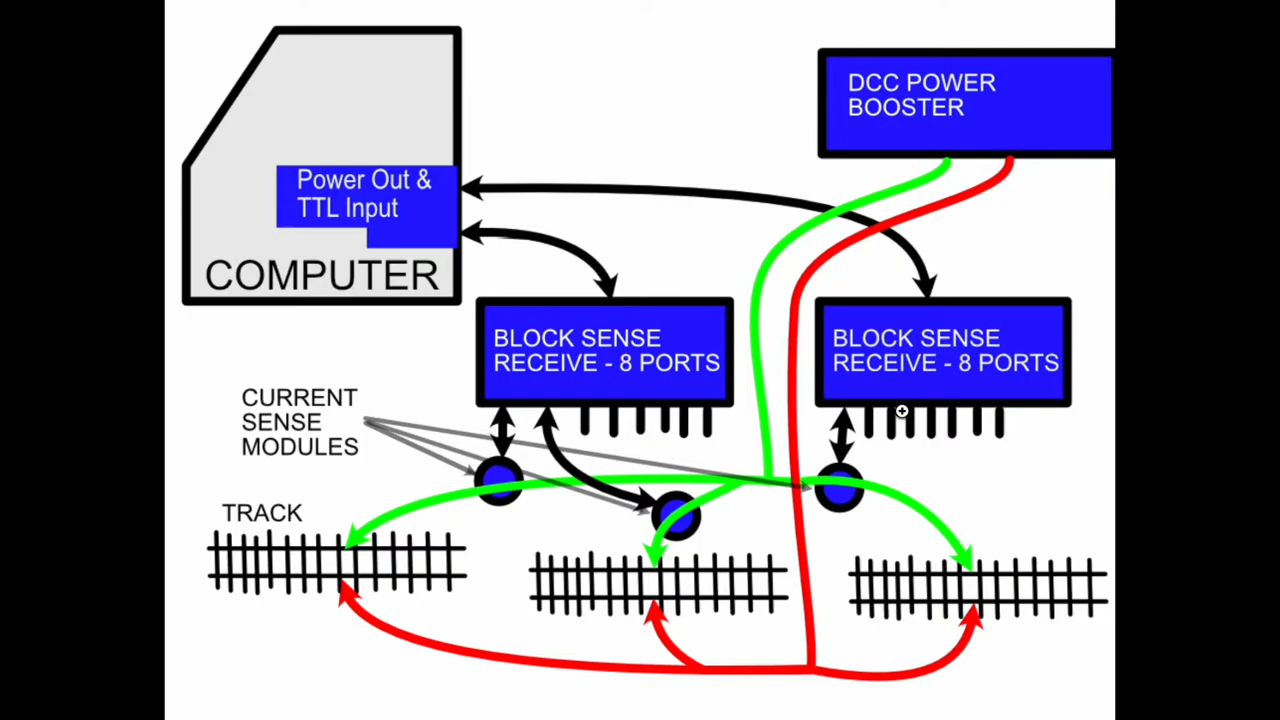 DCC POWER
BOOSTER
Power Out &
TTL Input
COMPUTER
BLOCK SENSE
RECEIVE - 8 PORTS
BLOCK SENSE
RECEIVE - 8 PORTS
CURRENT
SENSE
MODULES
TRACK